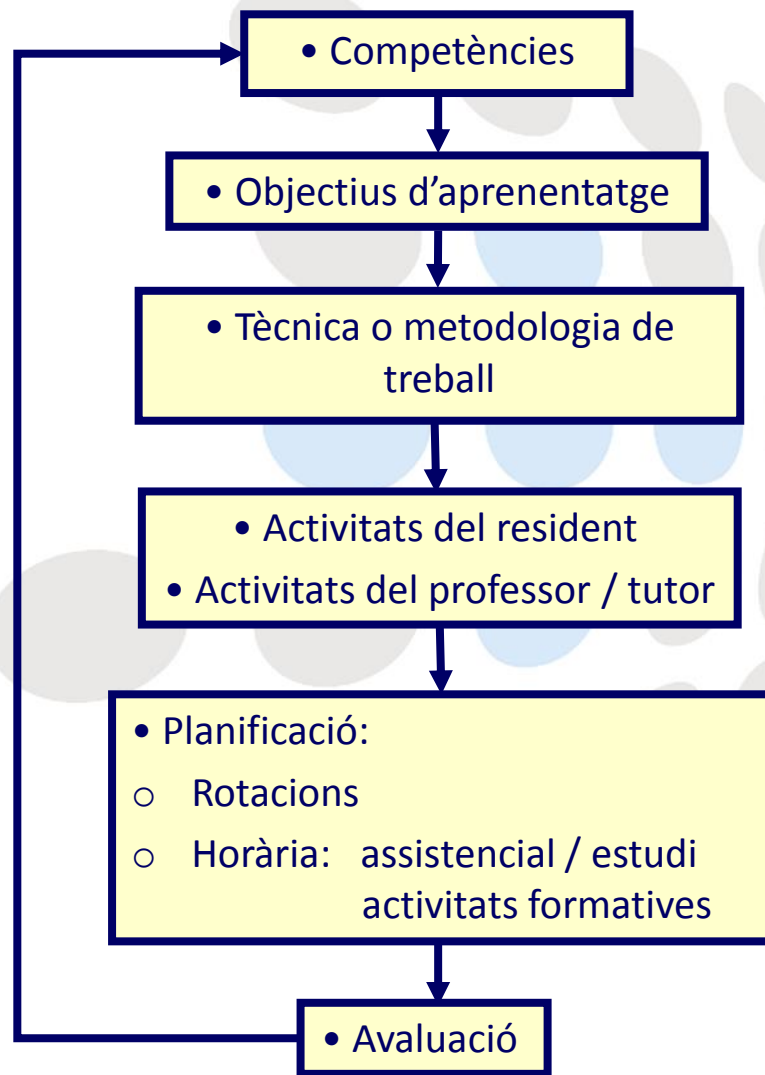 • Competències
• Objectius d’aprenentatge
• Tècnica o metodologia de
treball
• Activitats del resident
• Activitats del professor / tutor
• Planificació:
o Rotacions
o Horària: assistencial / estudi
activitats formatives
• Avaluació